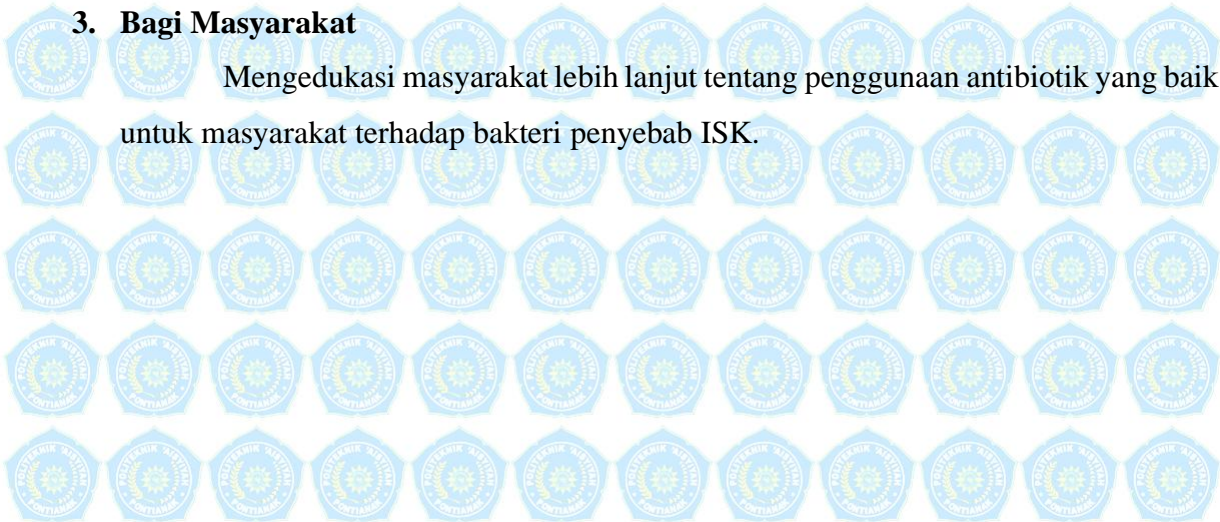 3. Bagi Masyarakat
Mengedukasi masyarakat lebih lanjut tentang penggunaan antibiotik yang baik
untuk masyarakat terhadap bakteri penyebab ISK.